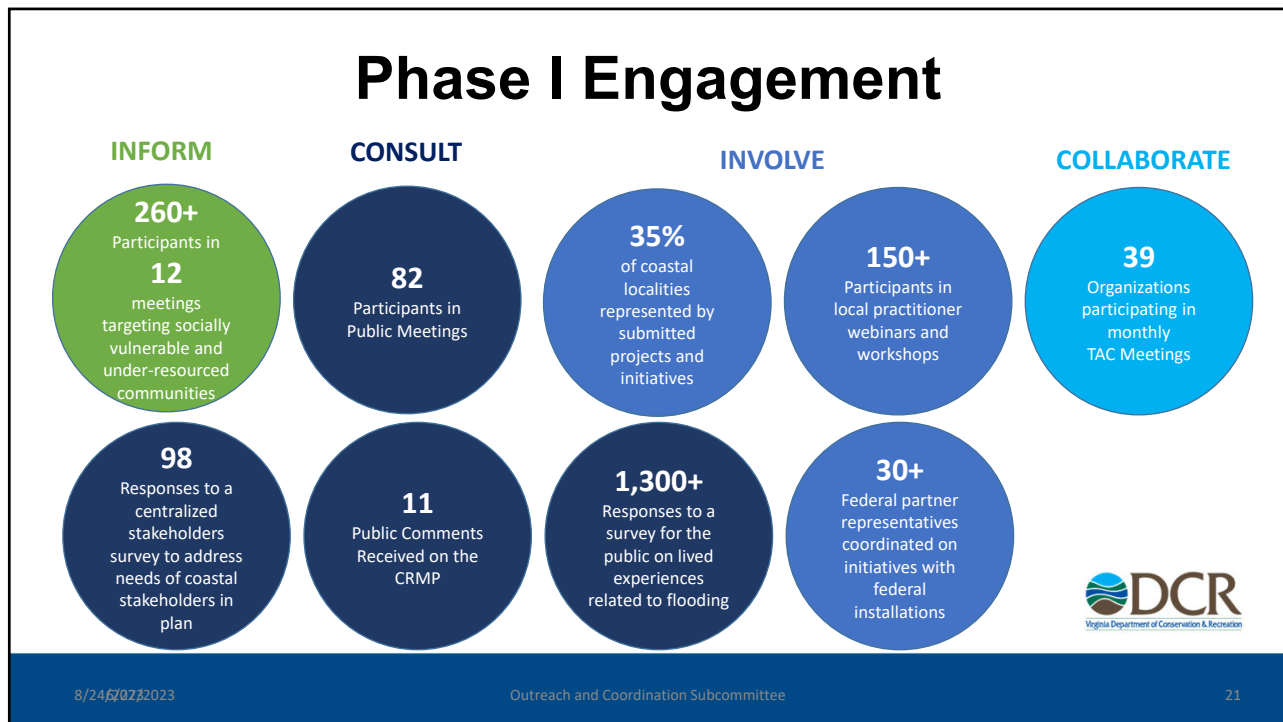 Phase I Engagement
INFORM
CONSULT
INVOLVE
COLLABORATE
260+
Participants in
12
meetings
targeting socially
vulnerable and
under-resourced
communities
82
Participants in
Public Meetings
35%
of coastal
localities
represented by
submitted
projects and
initiatives
150+
Participants in
local practitioner
webinars and
workshops
39
Organizations
participating in
monthly
TAC Meetings
98
Responses to a
centralized
stakeholders
survey to address
needs of coastal
stakeholders in
plan
11
Public Comments
Received on the
CRMP
1,300+
Responses to a
survey for the
public on lived
experiences
related to flooding
30+
Federal partner
representatives
coordinated on
initiatives with
federal
installations
DCR
Virginia Department of Conservation & Recreation
Outreach and Coordination Subcommittee
21